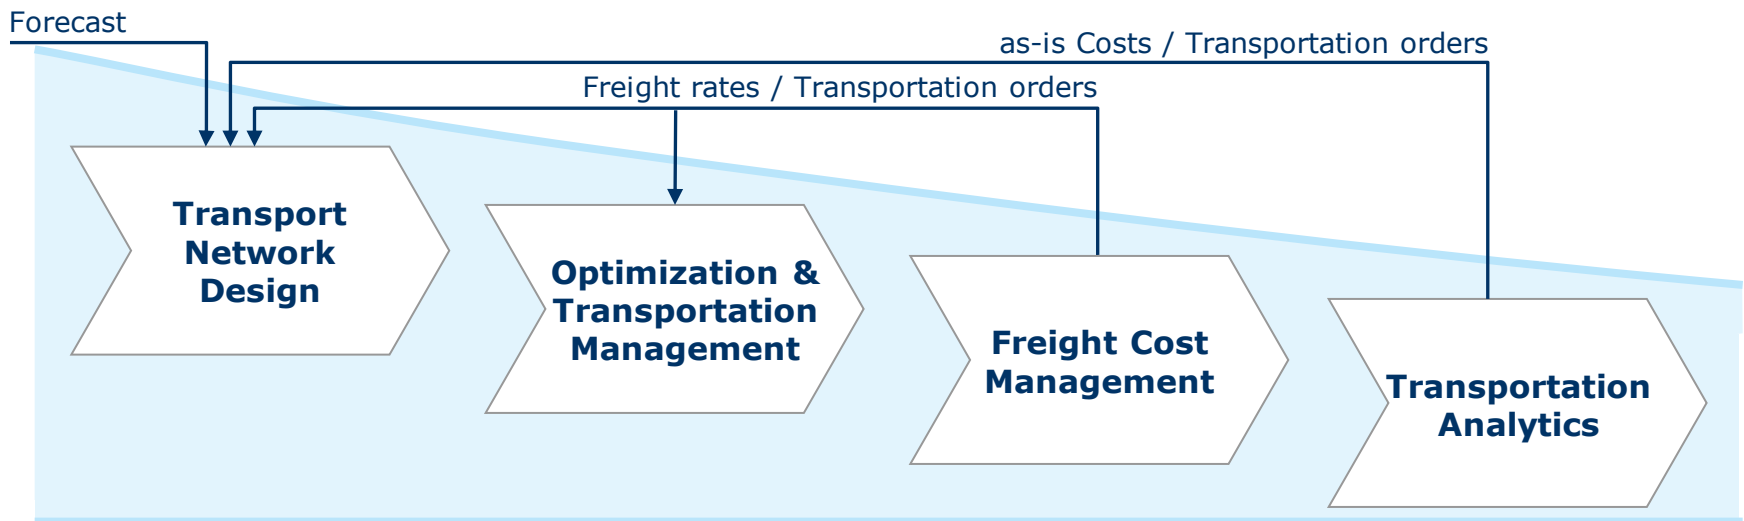 Forecast
as-is Costs / Transportation orders
Freight rates / Transportation orders
Transport
Network
Design
Optimization &
Transportation
Management
Freight Cost
Management
Transportation
Analytics